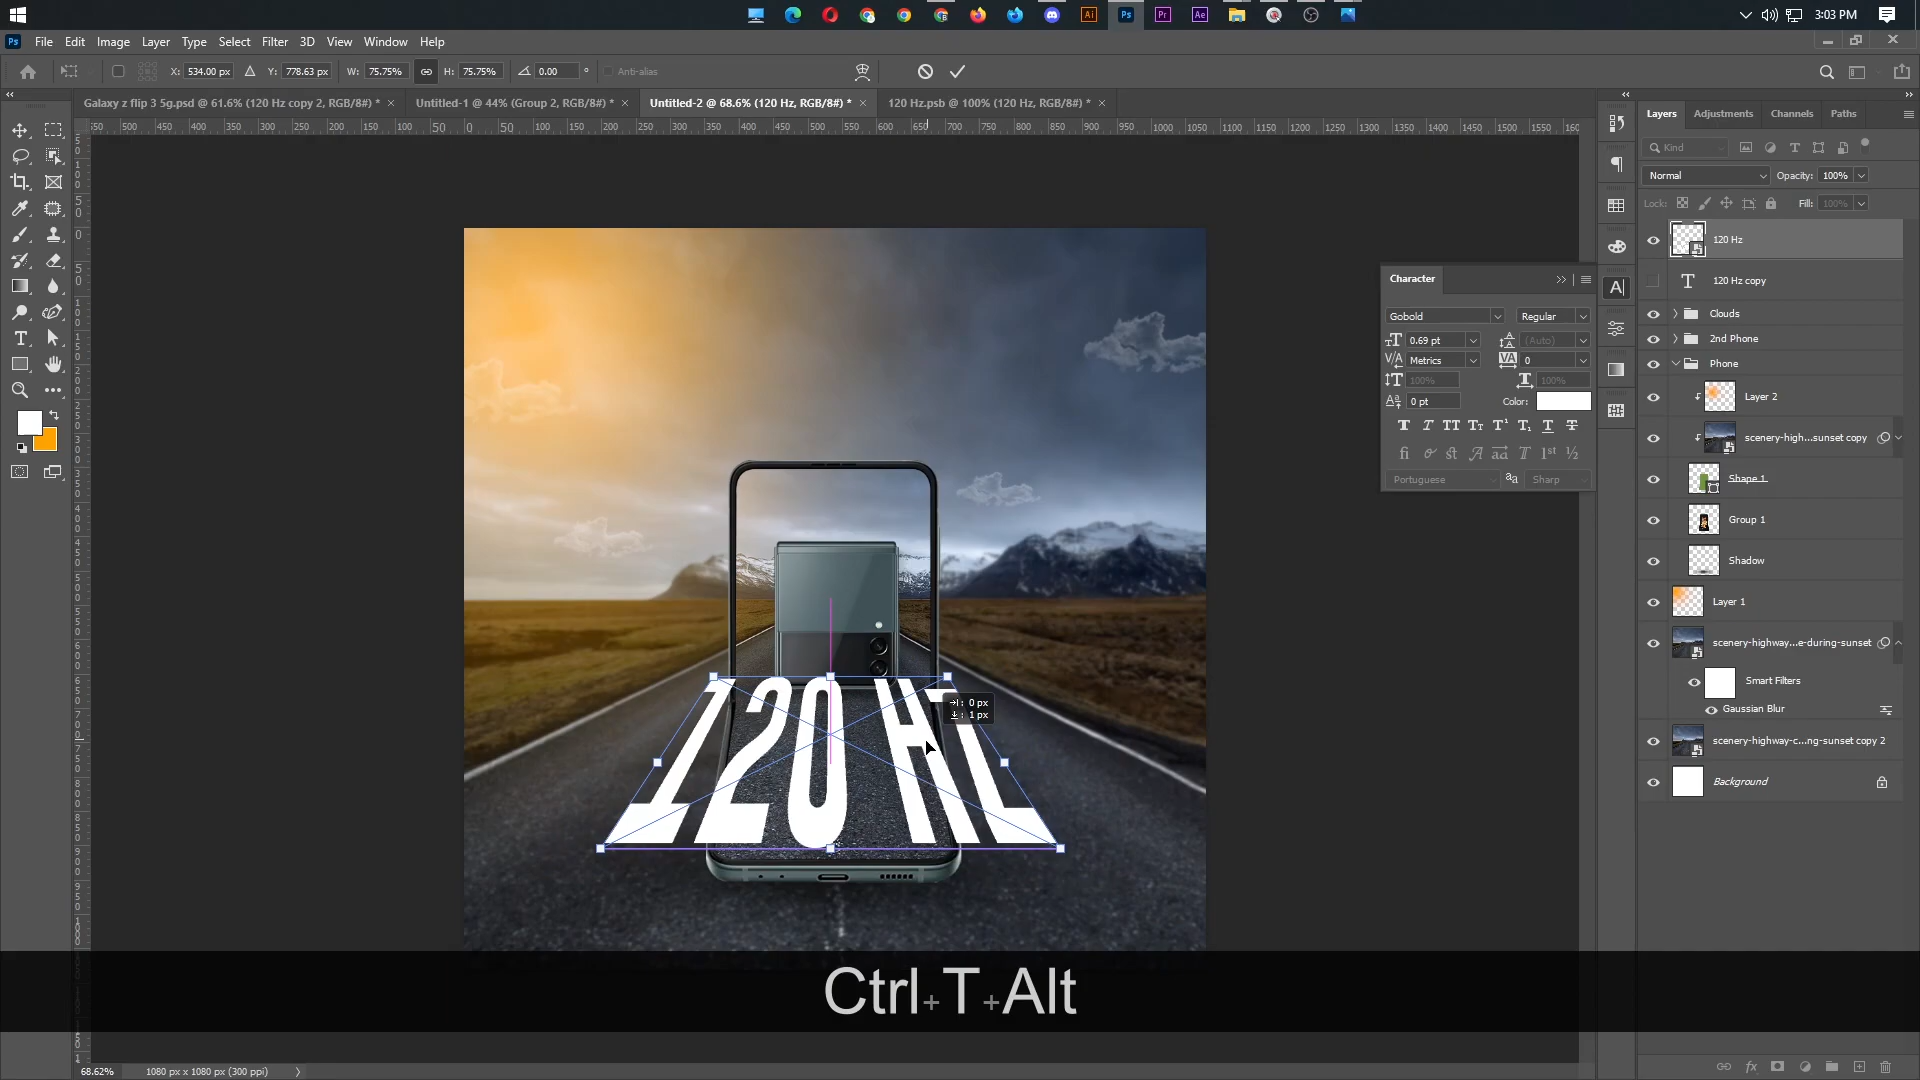 3:03 PM
File Edit Image Layer Type Select Filter 3D View Window Help
X: 534.00 px Y: 778.63 px W: 75.75% H: 75.75% 0.00 ° Anti-alias
Galaxy z flip 3 5g.psd @ 61.6% (120 Hz copy 2, RGB/8#) * × Untitled-1 @ 44% (Group 2, RGB/8#) * × Untitled-2 @ 68.6% (120 Hz, RGB/8#) * × 120 Hz.psb @ 100% (120 Hz, RGB/8#) * ×
Layers Adjustments Channels Paths
Kind
Normal Opacity: 100%
Lock: Fill: 100%
120 Hz
120 Hz copy
Clouds
2nd Phone
Phone
Layer 2
scenery-high...sunset copy
Shape 1
Group 1
Shadow
Layer 1
scenery-highway...e-during-sunset
Smart Filters
Gaussian Blur
scenery-highway-c...ng-sunset copy 2
Background
Character
Gobold Regular
0.69 pt (Auto)
Metrics 0
100% 100%
0 pt Color:
Portuguese Sharp
120 Hz
: 0 px
: 1 px
Ctrl+T+Alt
68.62% 1080 px x 1080 px (300 ppi)